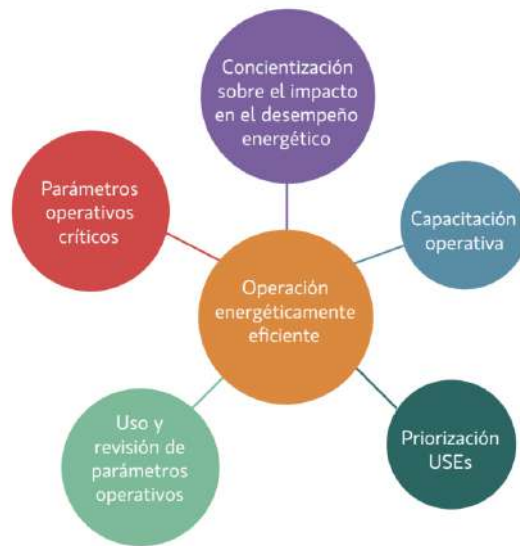 Concientización
sobre el impacto
en el desempeño
energético
Parámetros
operativos
críticos
Capacitación
operativa
Operación
energéticamente
eficiente
Uso y
revisión de
parámetros
operativos
Priorización
USEs